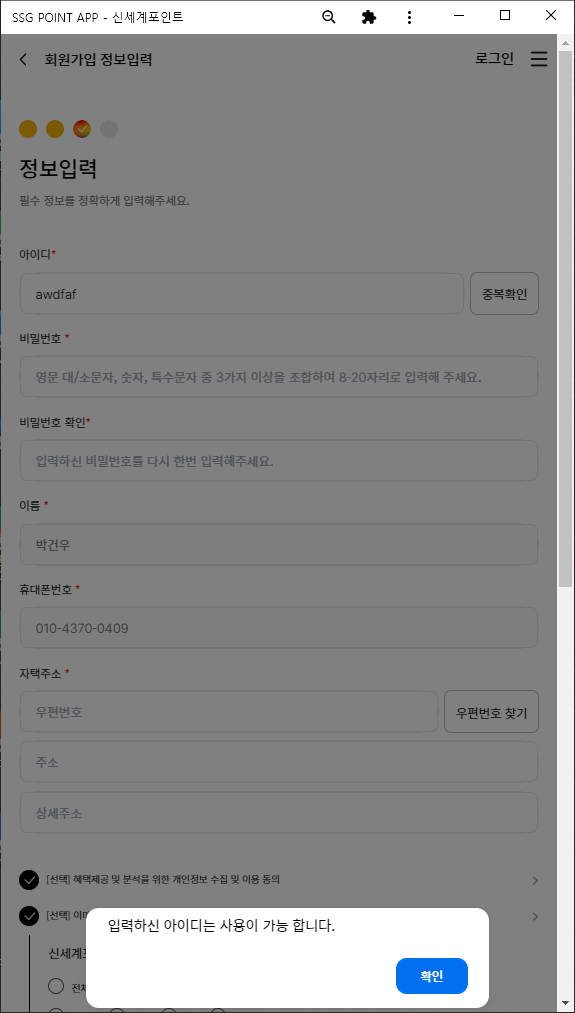 SSG POINT APP - 신세계포인트
회원가입 정보입력
로그인
정보입력
필수 정보를 정확하게 입력해주세요.
아이디*
awdfaf
중복확인
비밀번호 *
영문 대/소문자, 숫자, 특수문자 중 3가지 이상을 조합하여 8-20자리로 입력해 주세요.
비밀번호 확인*
입력하신 비밀번호를 다시 한번 입력해주세요.
이름 *
박건우
휴대폰번호 *
010-4370-0409
자택주소 *
우편번호
우편번호 찾기
주소
상세주소
[선택] 혜택제공 및 분석을 위한 개인정보 수집 및 이용 동의
[선택]
입력하신 아이디는 사용이 가능 합니다.
신세계
확인